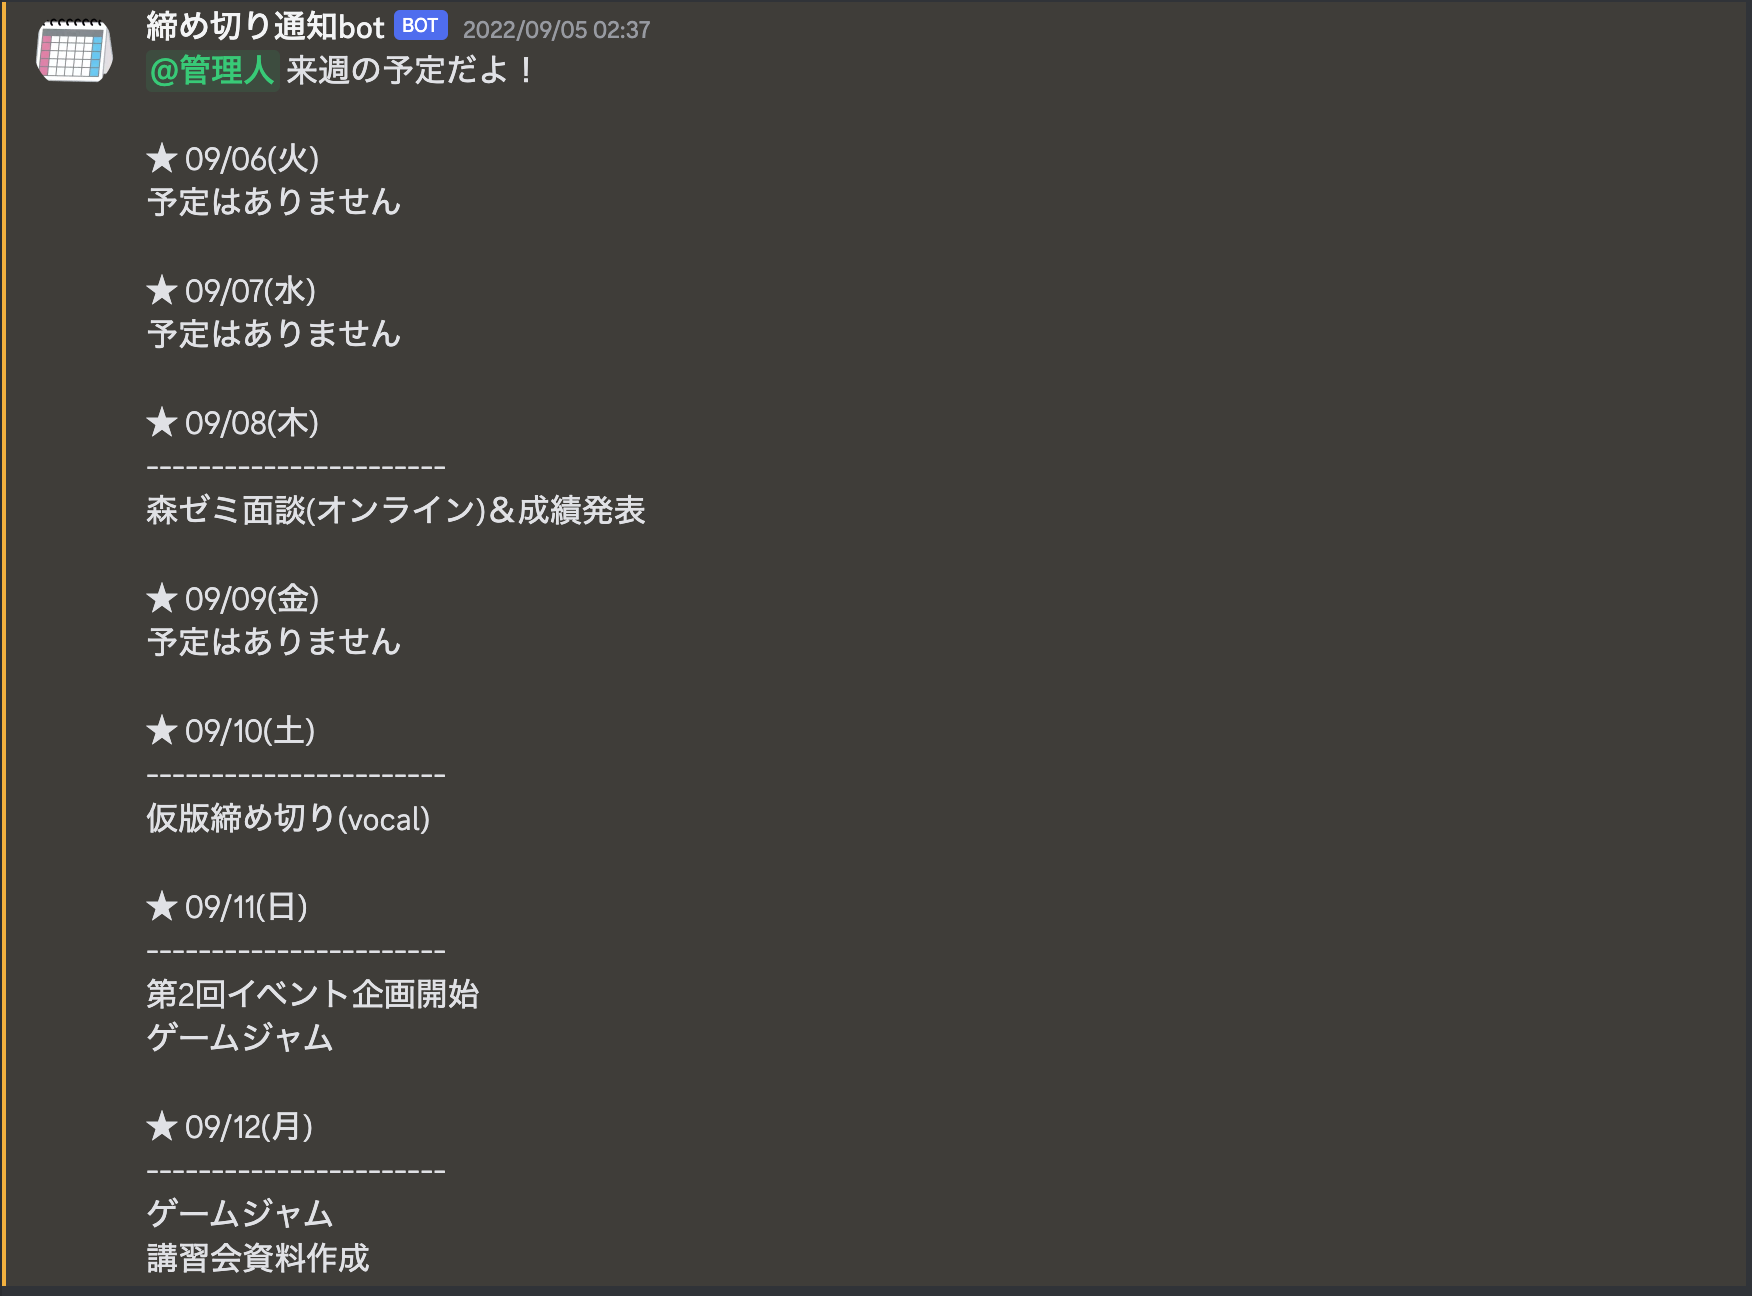 締め切り通知bot BOT 2022/09/05 02:37
@管理人 来週の予定だよ！
★ 09/06(火)
予定はありません
★ 09/07(水)
予定はありません
★ 09/08(木)
-----------------------
森ゼミ面談(オンライン)＆成績発表
★ 09/09(金)
予定はありません
★ 09/10(土)
-----------------------
仮版締め切り(vocal)
★ 09/11(日)
-----------------------
第2回イベント企画開始
ゲームジャム
★ 09/12(月)
-----------------------
ゲームジャム
講習会資料作成